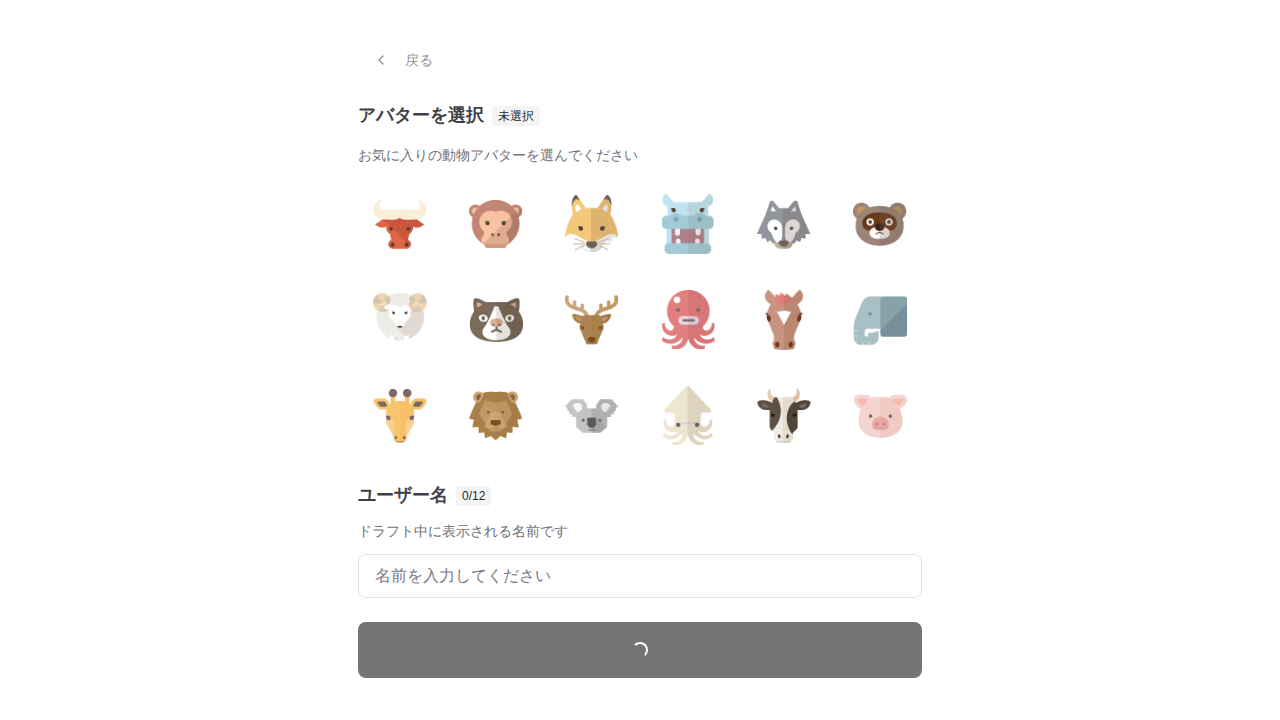 戻る
アバターを選択 未選択
お気に入りの動物アバターを選んでください
ユーザー名 0/12
ドラフト中に表示される名前です
名前を入力してください